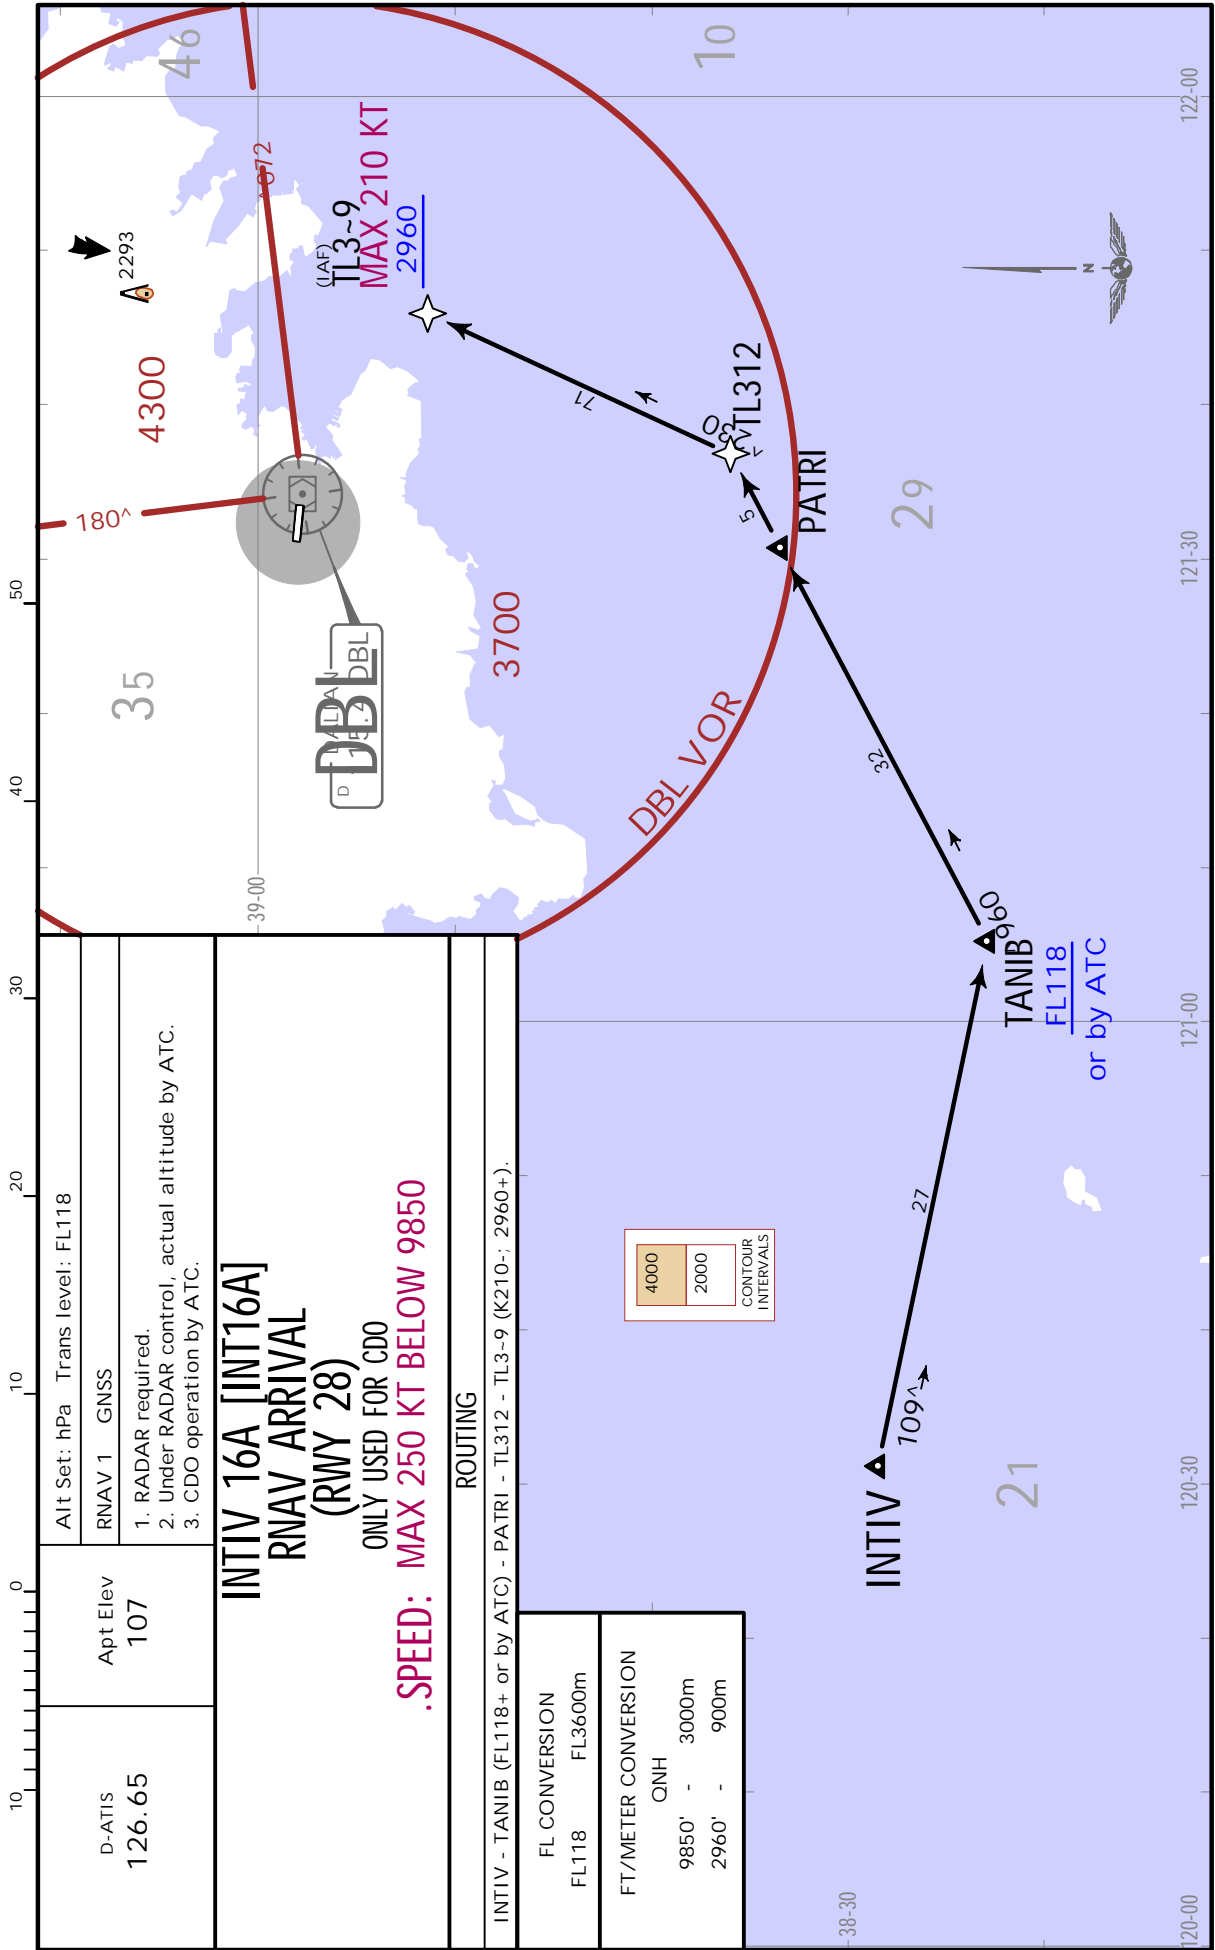 10
0
10
20
30
40
50
D-ATIS
126.65
Apt Elev
107
Alt Set: hPa Trans level: FL118
RNAV 1 GNSS
1. RADAR required.
2. Under RADAR control, actual altitude by ATC.
3. CDO operation by ATC.
INTIV 16A [INT16A]
RNAV ARRIVAL
(RWY 28)
ONLY USED FOR CDO
.SPEED: MAX 250 KT BELOW 9850
ROUTING
INTIV - TANIB (FL118+ or by ATC) - PATRI - TL312 - TL3~9 (K210-; 2960+).
FL CONVERSION
FL118 FL3600m
FT/METER CONVERSION
QNH
9850' - 3000m
2960' - 900m
CONTOUR
INTERVALS
4000
2000
35
46
10
29
21
180^
4300
2293
3700
DBL VOR
D
DALIAN
DBL
DBL
(IAF)
TL3~9
MAX 210 KT
2960
71
TL312
5
PATRI
32
TANIB
FL118
or by ATC
27
109^
INTIV
N
39-00
38-30
120-00
120-30
121-00
121-30
122-00